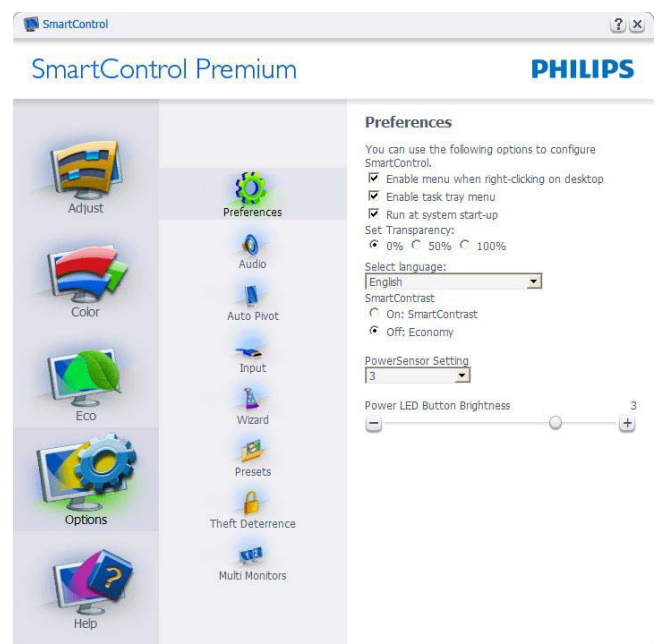 SmartControl
SmartControl Premium
PHILIPS
Adjust
Color
Eco
Options
Help
Preferences
Audio
Auto Pivot
Input
Wizard
Presets
Theft Deterrence
Multi Monitors
Preferences
You can use the following options to configure
SmartControl.
Enable menu when right-clicking on desktop
Enable task tray menu
Run at system start-up
Set Transparency:
0% 50% 100%
Select language:
English
SmartContrast
On: SmartContrast
Off: Economy
PowerSensor Setting
3
Power LED Button Brightness 3